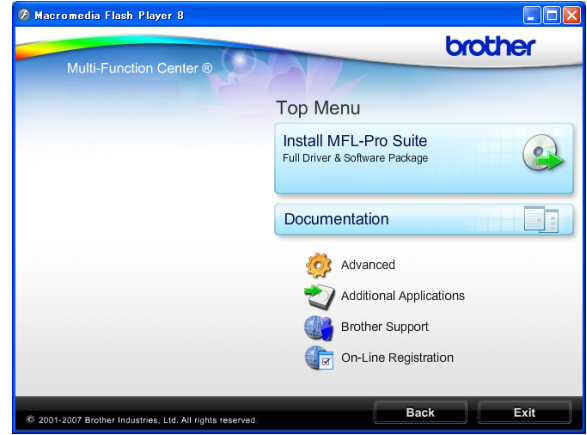 Macromedia Flash Player 8
brother
Multi-Function Center ®
Top Menu
Install MFL-Pro Suite
Full Driver & Software Package
Documentation
Advanced
Additional Applications
Brother Support
On-Line Registration
© 2001-2007 Brother Industries, Ltd. All rights reserved.
Back
Exit